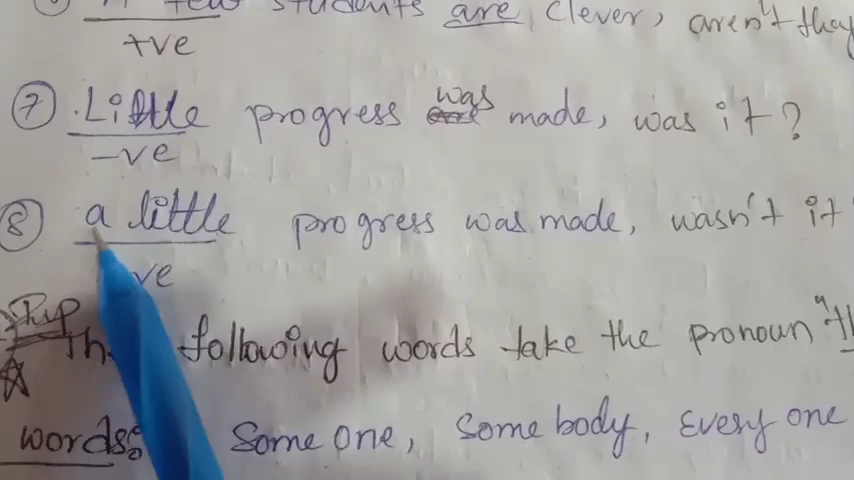 students are clever, aren't they
+ve
7 Little progress was made, was it?
-ve
8 a little progress was made, wasn't it
ve
following words take the pronoun "th
words: Some one, Some body, Every one